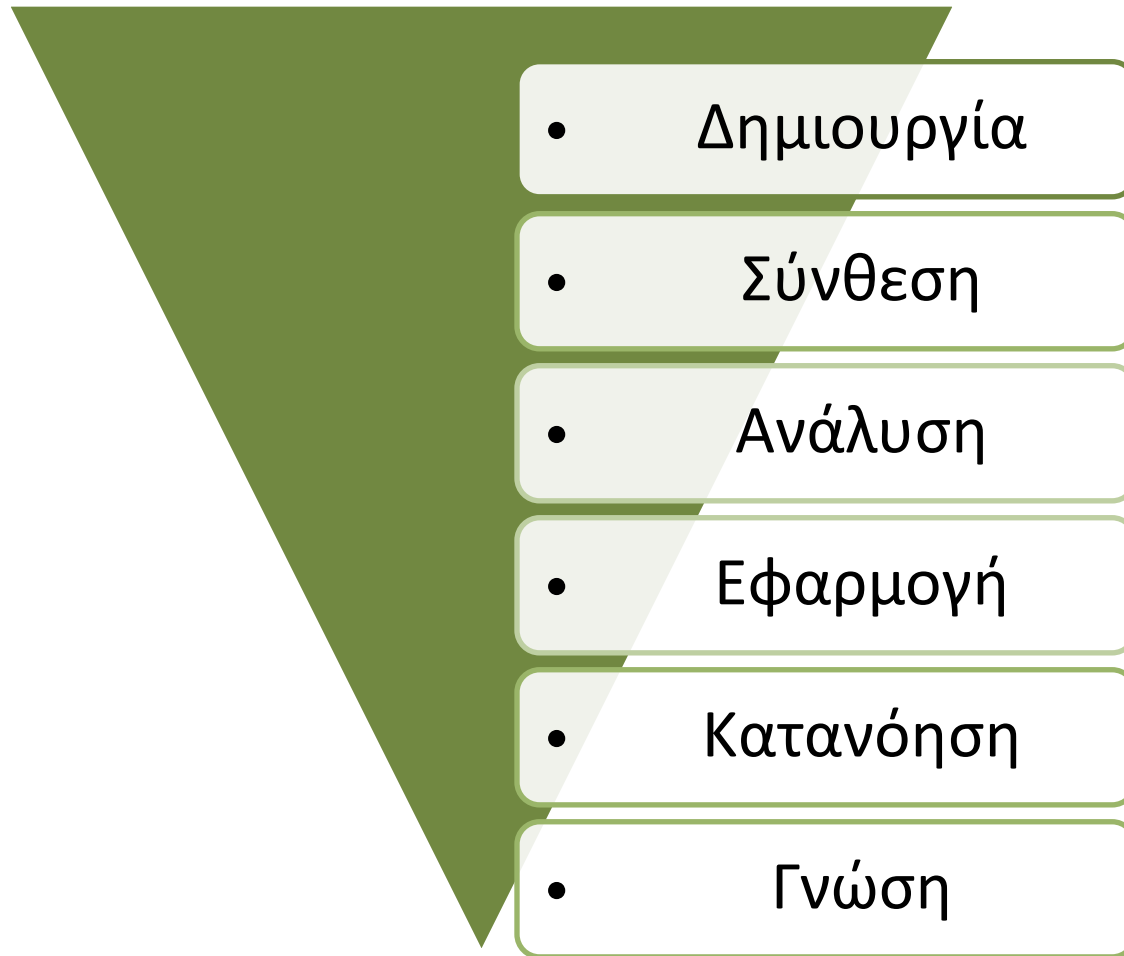 • Δημιουργία
• Σύνθεση
• Ανάλυση
• Εφαρμογή
• Κατανόηση
• Γνώση